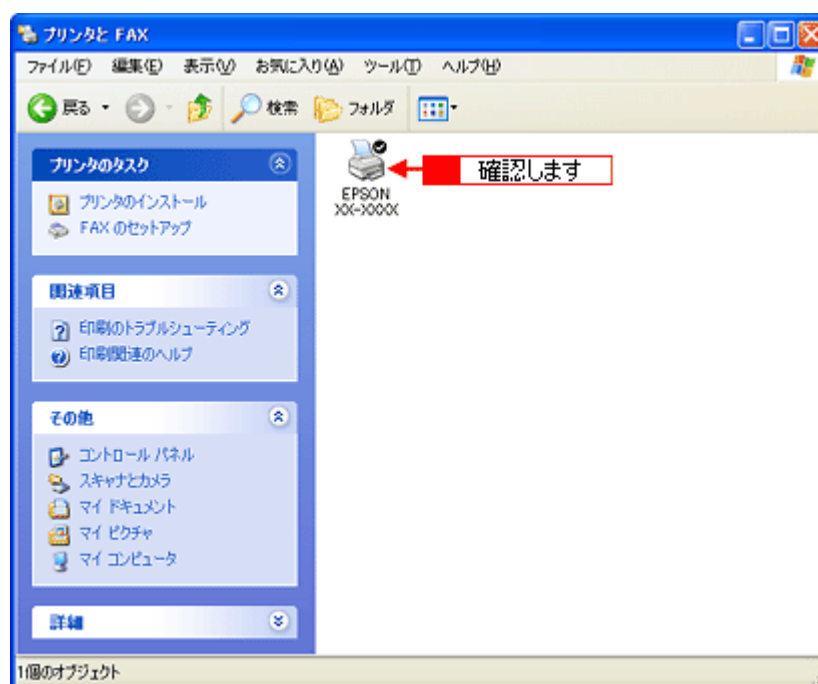 プリンタと FAX
ファイル(F) 編集(E) 表示(V) お気に入り(A) ツール(T) ヘルプ(H)
戻る 検索 フォルダ
プリンタのタスク
プリンタのインストール
FAX のセットアップ
関連項目
印刷のトラブルシューティング
印刷関連のヘルプ
その他
コントロール パネル
スキャナとカメラ
マイ ドキュメント
マイ ピクチャ
マイ コンピュータ
詳細
EPSON
XX-XXXX
確認します
1個のオブジェクト